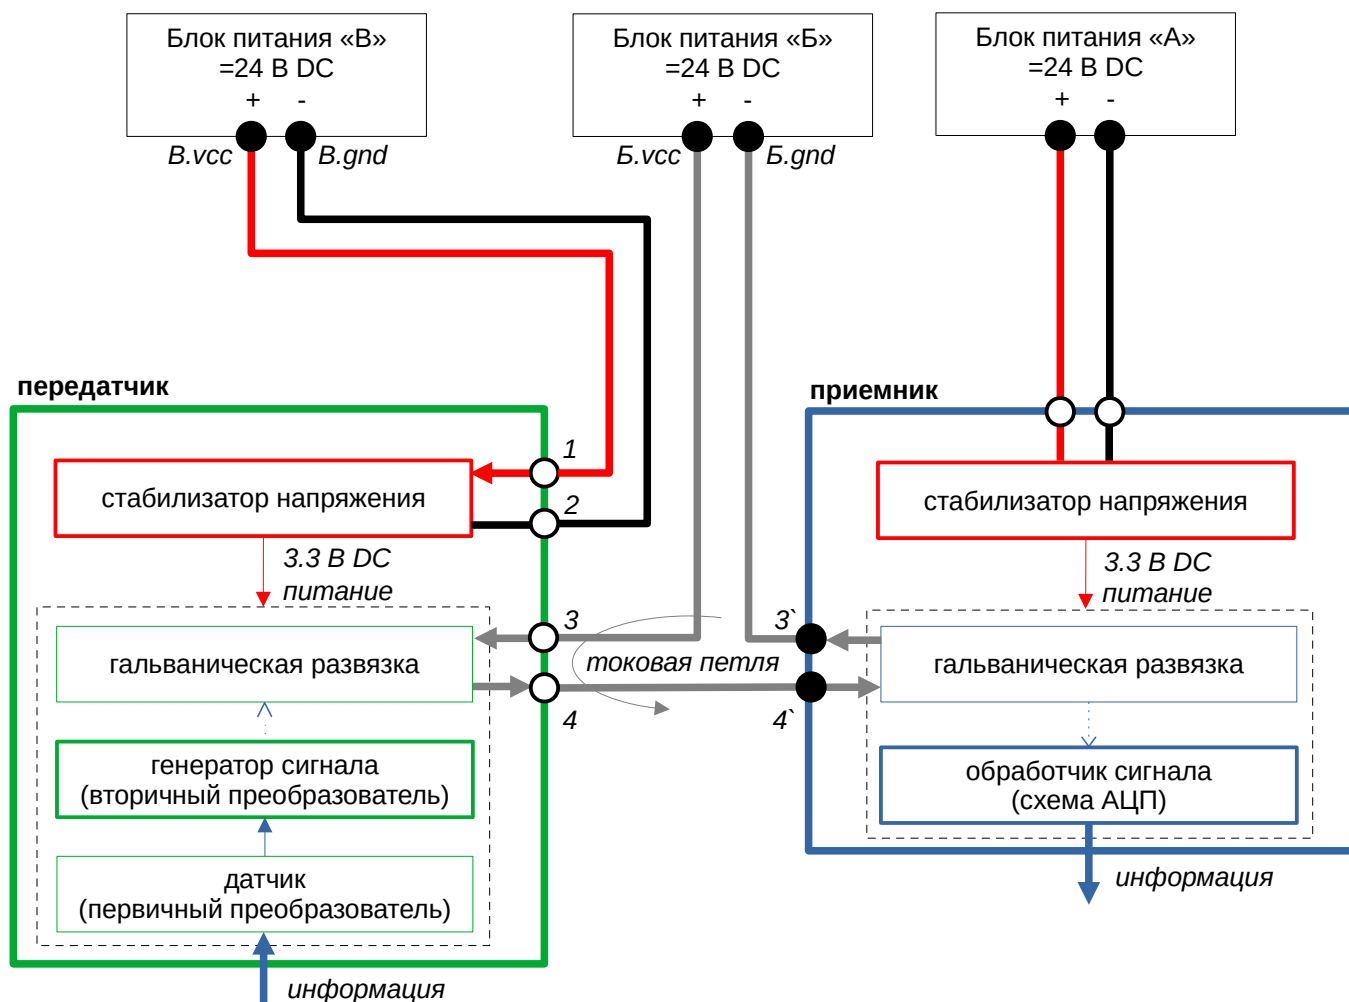 Блок питания «В»
=24 В DC
+ -
В.vcc В.gnd
Блок питания «Б»
=24 В DC
+ -
Б.vcc Б.gnd
Блок питания «А»
=24 В DC
+ -
передатчик
приемник
1
стабилизатор напряжения
2
3.3 В DC
питание
стабилизатор напряжения
3.3 В DC
питание
3
3`
гальваническая развязка
токовая петля
гальваническая развязка
4
4`
генератор сигнала
(вторичный преобразователь)
обработчик сигнала
(схема АЦП)
датчик
(первичный преобразователь)
информация
информация